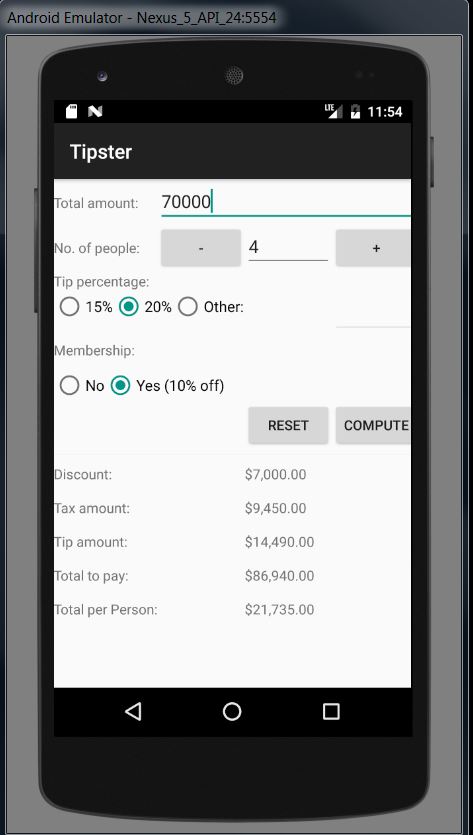 Android Emulator - Nexus_5_API_24:5554
LTE 11:54
Tipster
Total amount: 70000
No. of people: - 4 +
Tip percentage:
15% 20% Other:
Membership:
No Yes (10% off)
RESET COMPUTE
Discount: $7,000.00
Tax amount: $9,450.00
Tip amount: $14,490.00
Total to pay: $86,940.00
Total per Person: $21,735.00